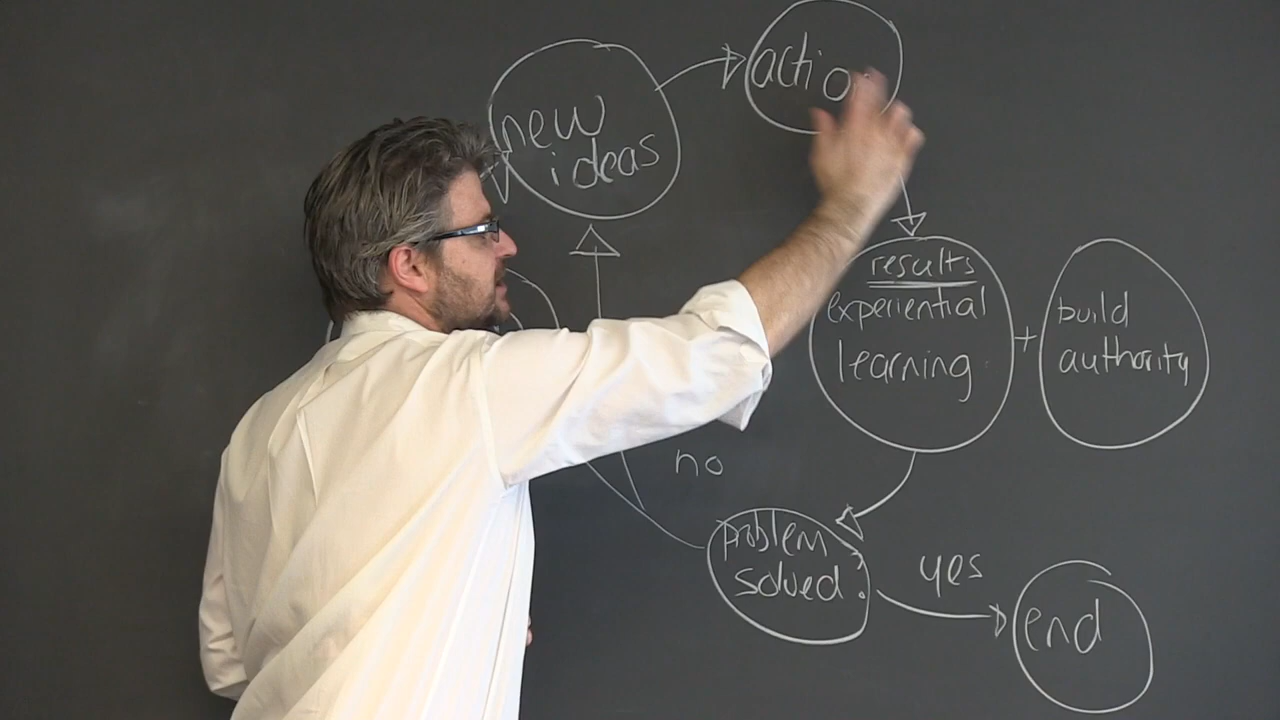 new
ideas
actio
results
experiential
learning
+
build
authority
no
problem
solved?
yes
end